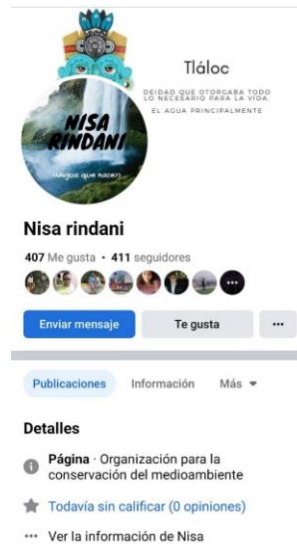 Tláloc
DEIDAD QUE OTORGABA TODO
LO NECESARIO PARA LA VIDA.
EL AGUA PRINCIPALMENTE
NISA
RINDANI
que nace
Nisa rindani
407 Me gusta • 411 seguidores
Enviar mensaje
Te gusta
Publicaciones
Información
Más
Detalles
Página · Organización para la
conservación del medioambiente
Todavía sin calificar (0 opiniones)
Ver la información de Nisa